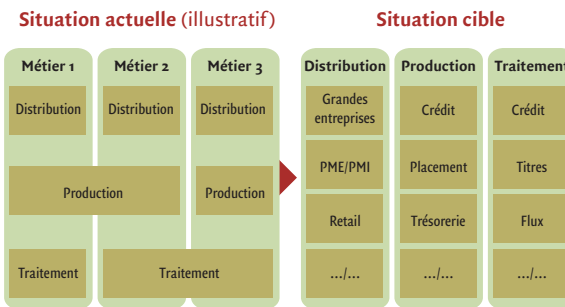 Situation actuelle (illustratif)
Situation cible
Métier 1
Métier 2
Métier 3
Distribution
Production
Traitement
Distribution
Distribution
Distribution
Grandes
entreprises
Crédit
Crédit
Production
Production
PME/PMI
Placement
Titres
Retail
Trésorerie
Flux
Traitement
Traitement
.../...
.../...
.../...